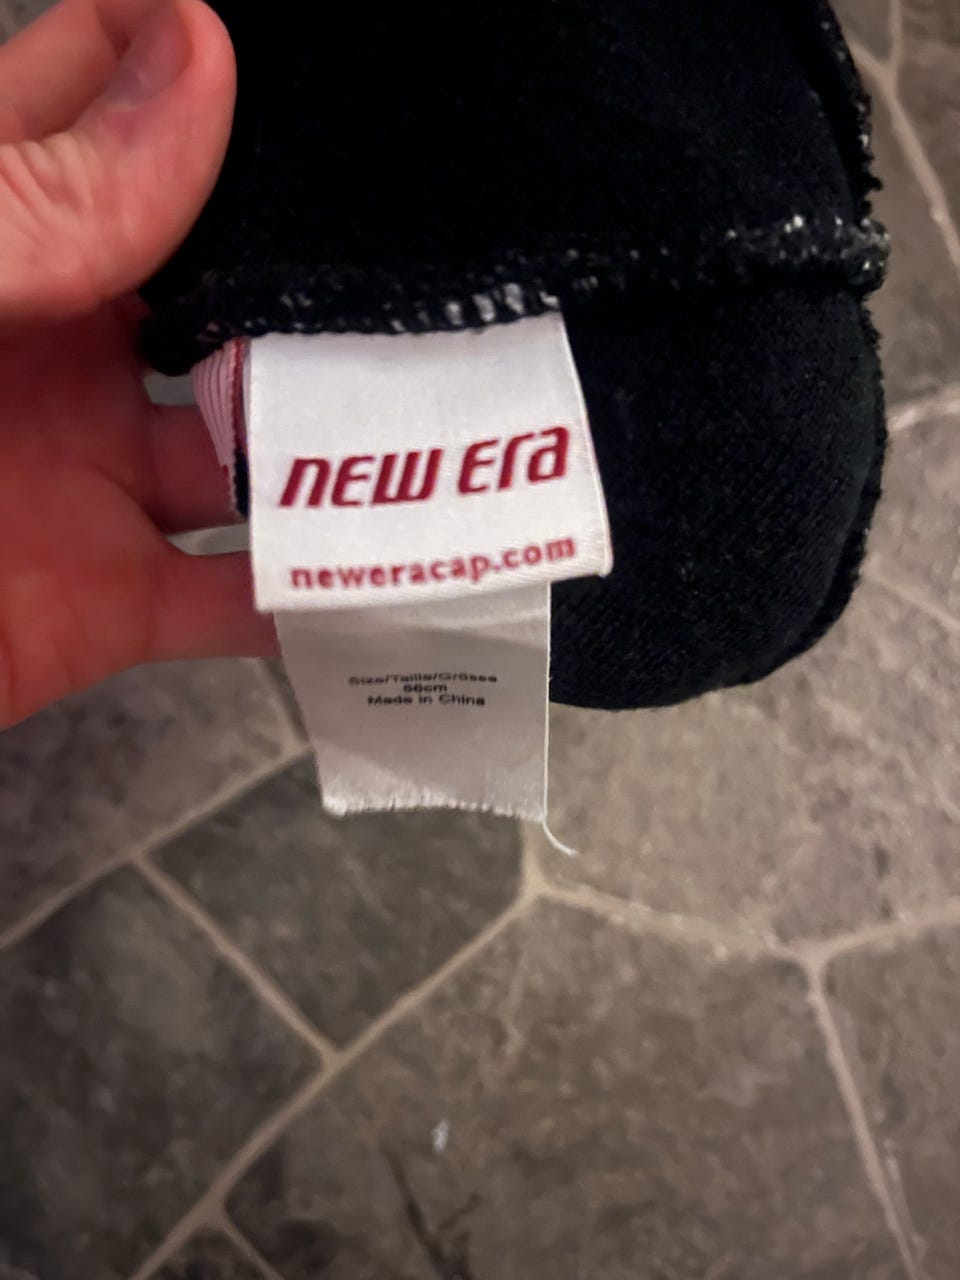 new era
neweracap.com
Size/Taille/Grösse
56cm
Made in China